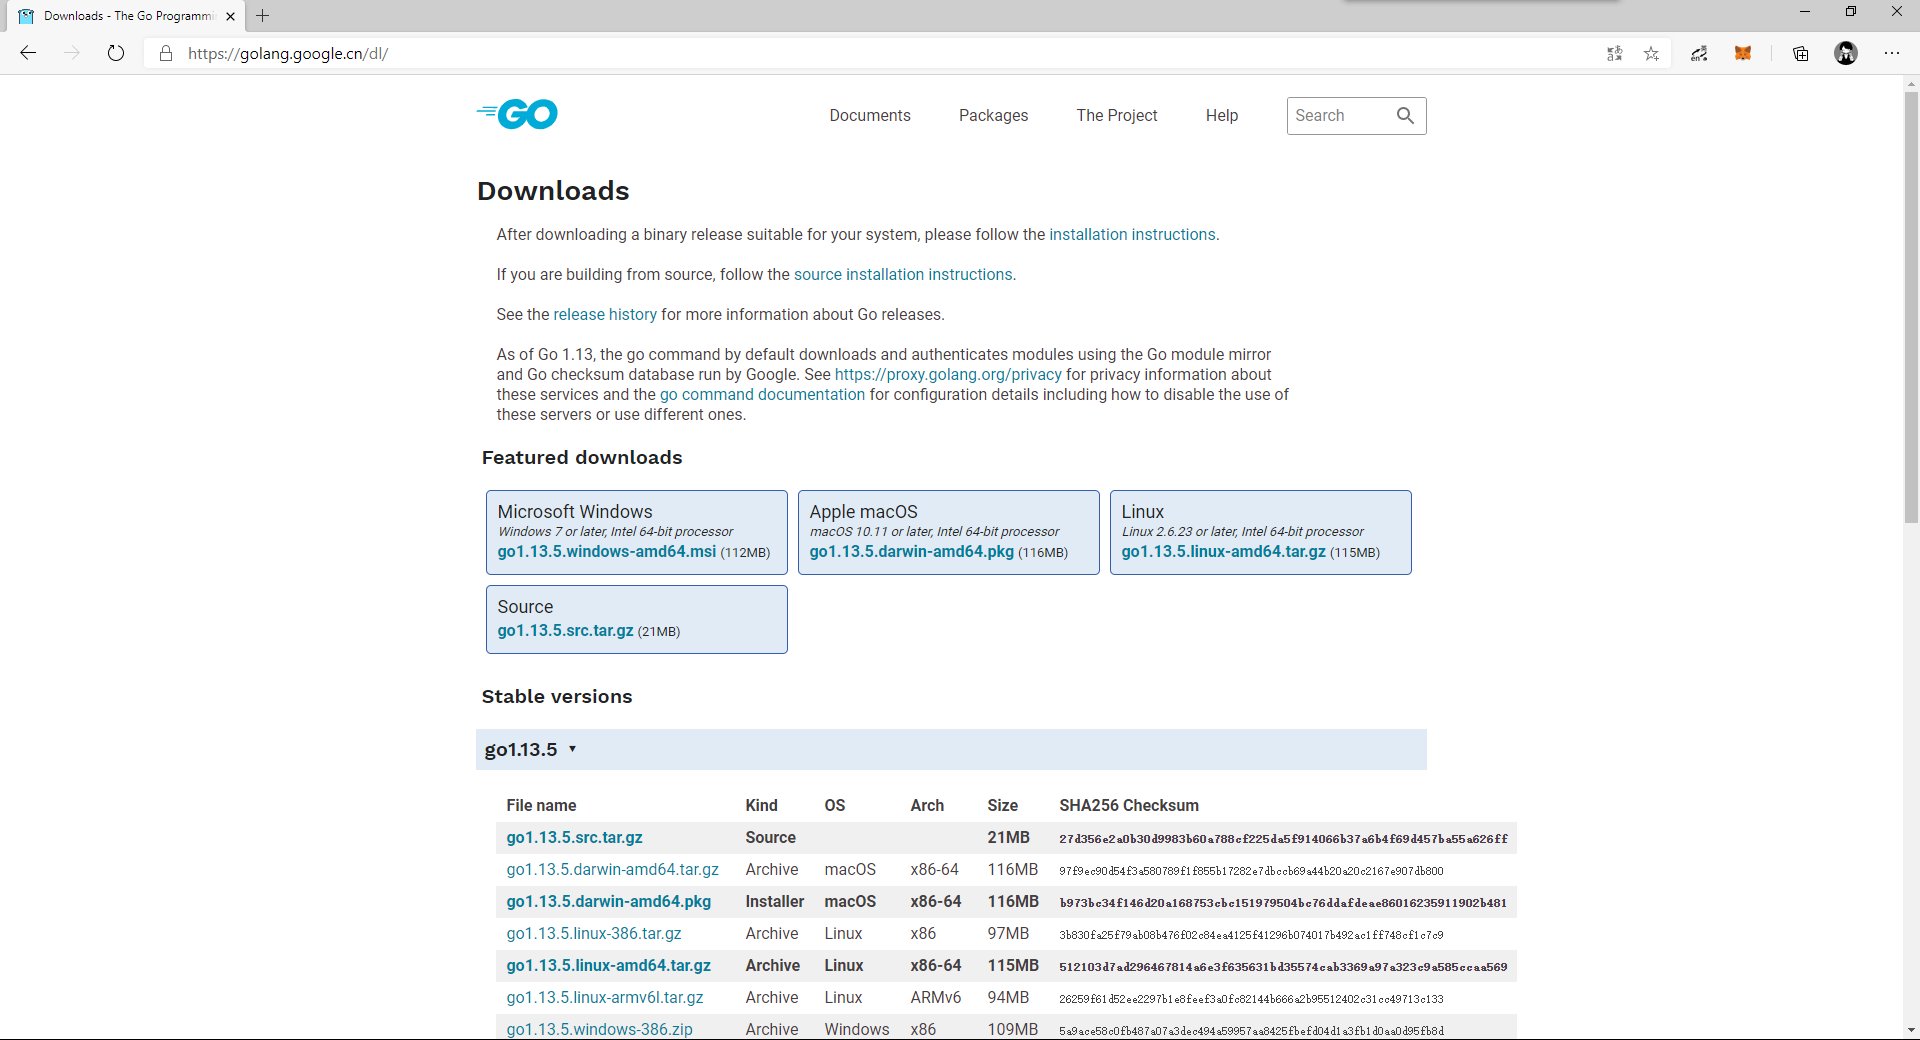 Downloads - The Go Programmi
https://golang.google.cn/dl/
GO
Documents
Packages
The Project
Help
Search
Downloads
After downloading a binary release suitable for your system, please follow the installation instructions.
If you are building from source, follow the source installation instructions.
See the release history for more information about Go releases.
As of Go 1.13, the go command by default downloads and authenticates modules using the Go module mirror
and Go checksum database run by Google. See https://proxy.golang.org/privacy for privacy information about
these services and the go command documentation for configuration details including how to disable the use of
these servers or use different ones.
Featured downloads
Microsoft Windows
Windows 7 or later, Intel 64-bit processor
go1.13.5.windows-amd64.msi (112MB)
Apple macOS
macOS 10.11 or later, Intel 64-bit processor
go1.13.5.darwin-amd64.pkg (116MB)
Linux
Linux 2.6.23 or later, Intel 64-bit processor
go1.13.5.linux-amd64.tar.gz (115MB)
Source
go1.13.5.src.tar.gz (21MB)
Stable versions
go1.13.5 ▾
File name Kind OS Arch Size SHA256 Checksum
go1.13.5.src.tar.gz Source 21MB 27d356e2a0b30d9983b60a788cf225da5f914066b37a6b4f69d457ba55a626ff
go1.13.5.darwin-amd64.tar.gz Archive macOS x86-64 116MB 97f9ec90d54f3a580789f1f855b17282e7dbccb69a44b20a20c2167e907db800
go1.13.5.darwin-amd64.pkg Installer macOS x86-64 116MB b973bc34f146d20a168753cbc151979504bc76ddafdeae86016235911902b481
go1.13.5.linux-386.tar.gz Archive Linux x86 97MB 3b830fa25f79ab08b476f02c84ea4125f41296b074017b492ac1ff748cf1c7c9
go1.13.5.linux-amd64.tar.gz Archive Linux x86-64 115MB 512103d7ad296467814a6e3f635631bd35574cab3369a97a323c9a585ccaa569
go1.13.5.linux-armv6l.tar.gz Archive Linux ARMv6 94MB 26259f61d52ee2297b1e8feef3a0fc82144b666a2b95512402c31cc49713c133
go1.13.5.windows-386.zip Archive Windows x86 109MB 5a9ace58c0fb487a07a3dec494a59957aa8425fbefd04d1a3fb1d0aa0d95fb8d